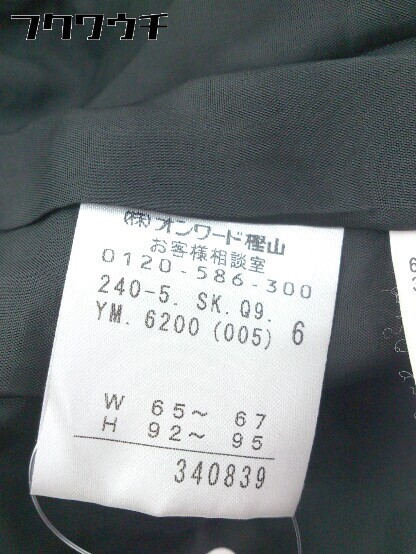 フクワウチ
(株)オンワード樫山
お客様相談室
0120-586-300
240-5. SK. Q9. 6
YM. 6200 (005)
W 65～ 67
H 92～ 95
340839